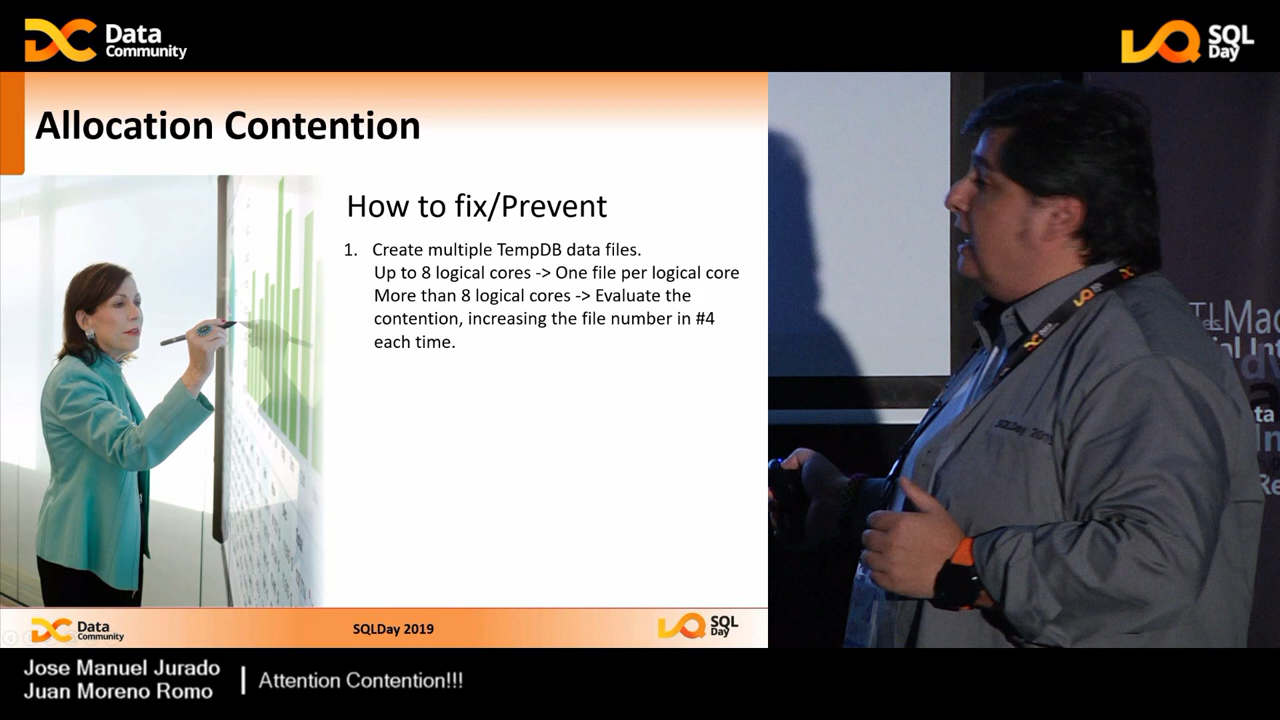 Data
Community
SQL
Day
Allocation Contention
How to fix/Prevent
1. Create multiple TempDB data files.
Up to 8 logical cores -> One file per logical core
More than 8 logical cores -> Evaluate the
contention, increasing the file number in #4
each time.
Data
Community
SQLDay 2019
SQL
Day
Jose Manuel Jurado
Juan Moreno Romo
Attention Contention!!!